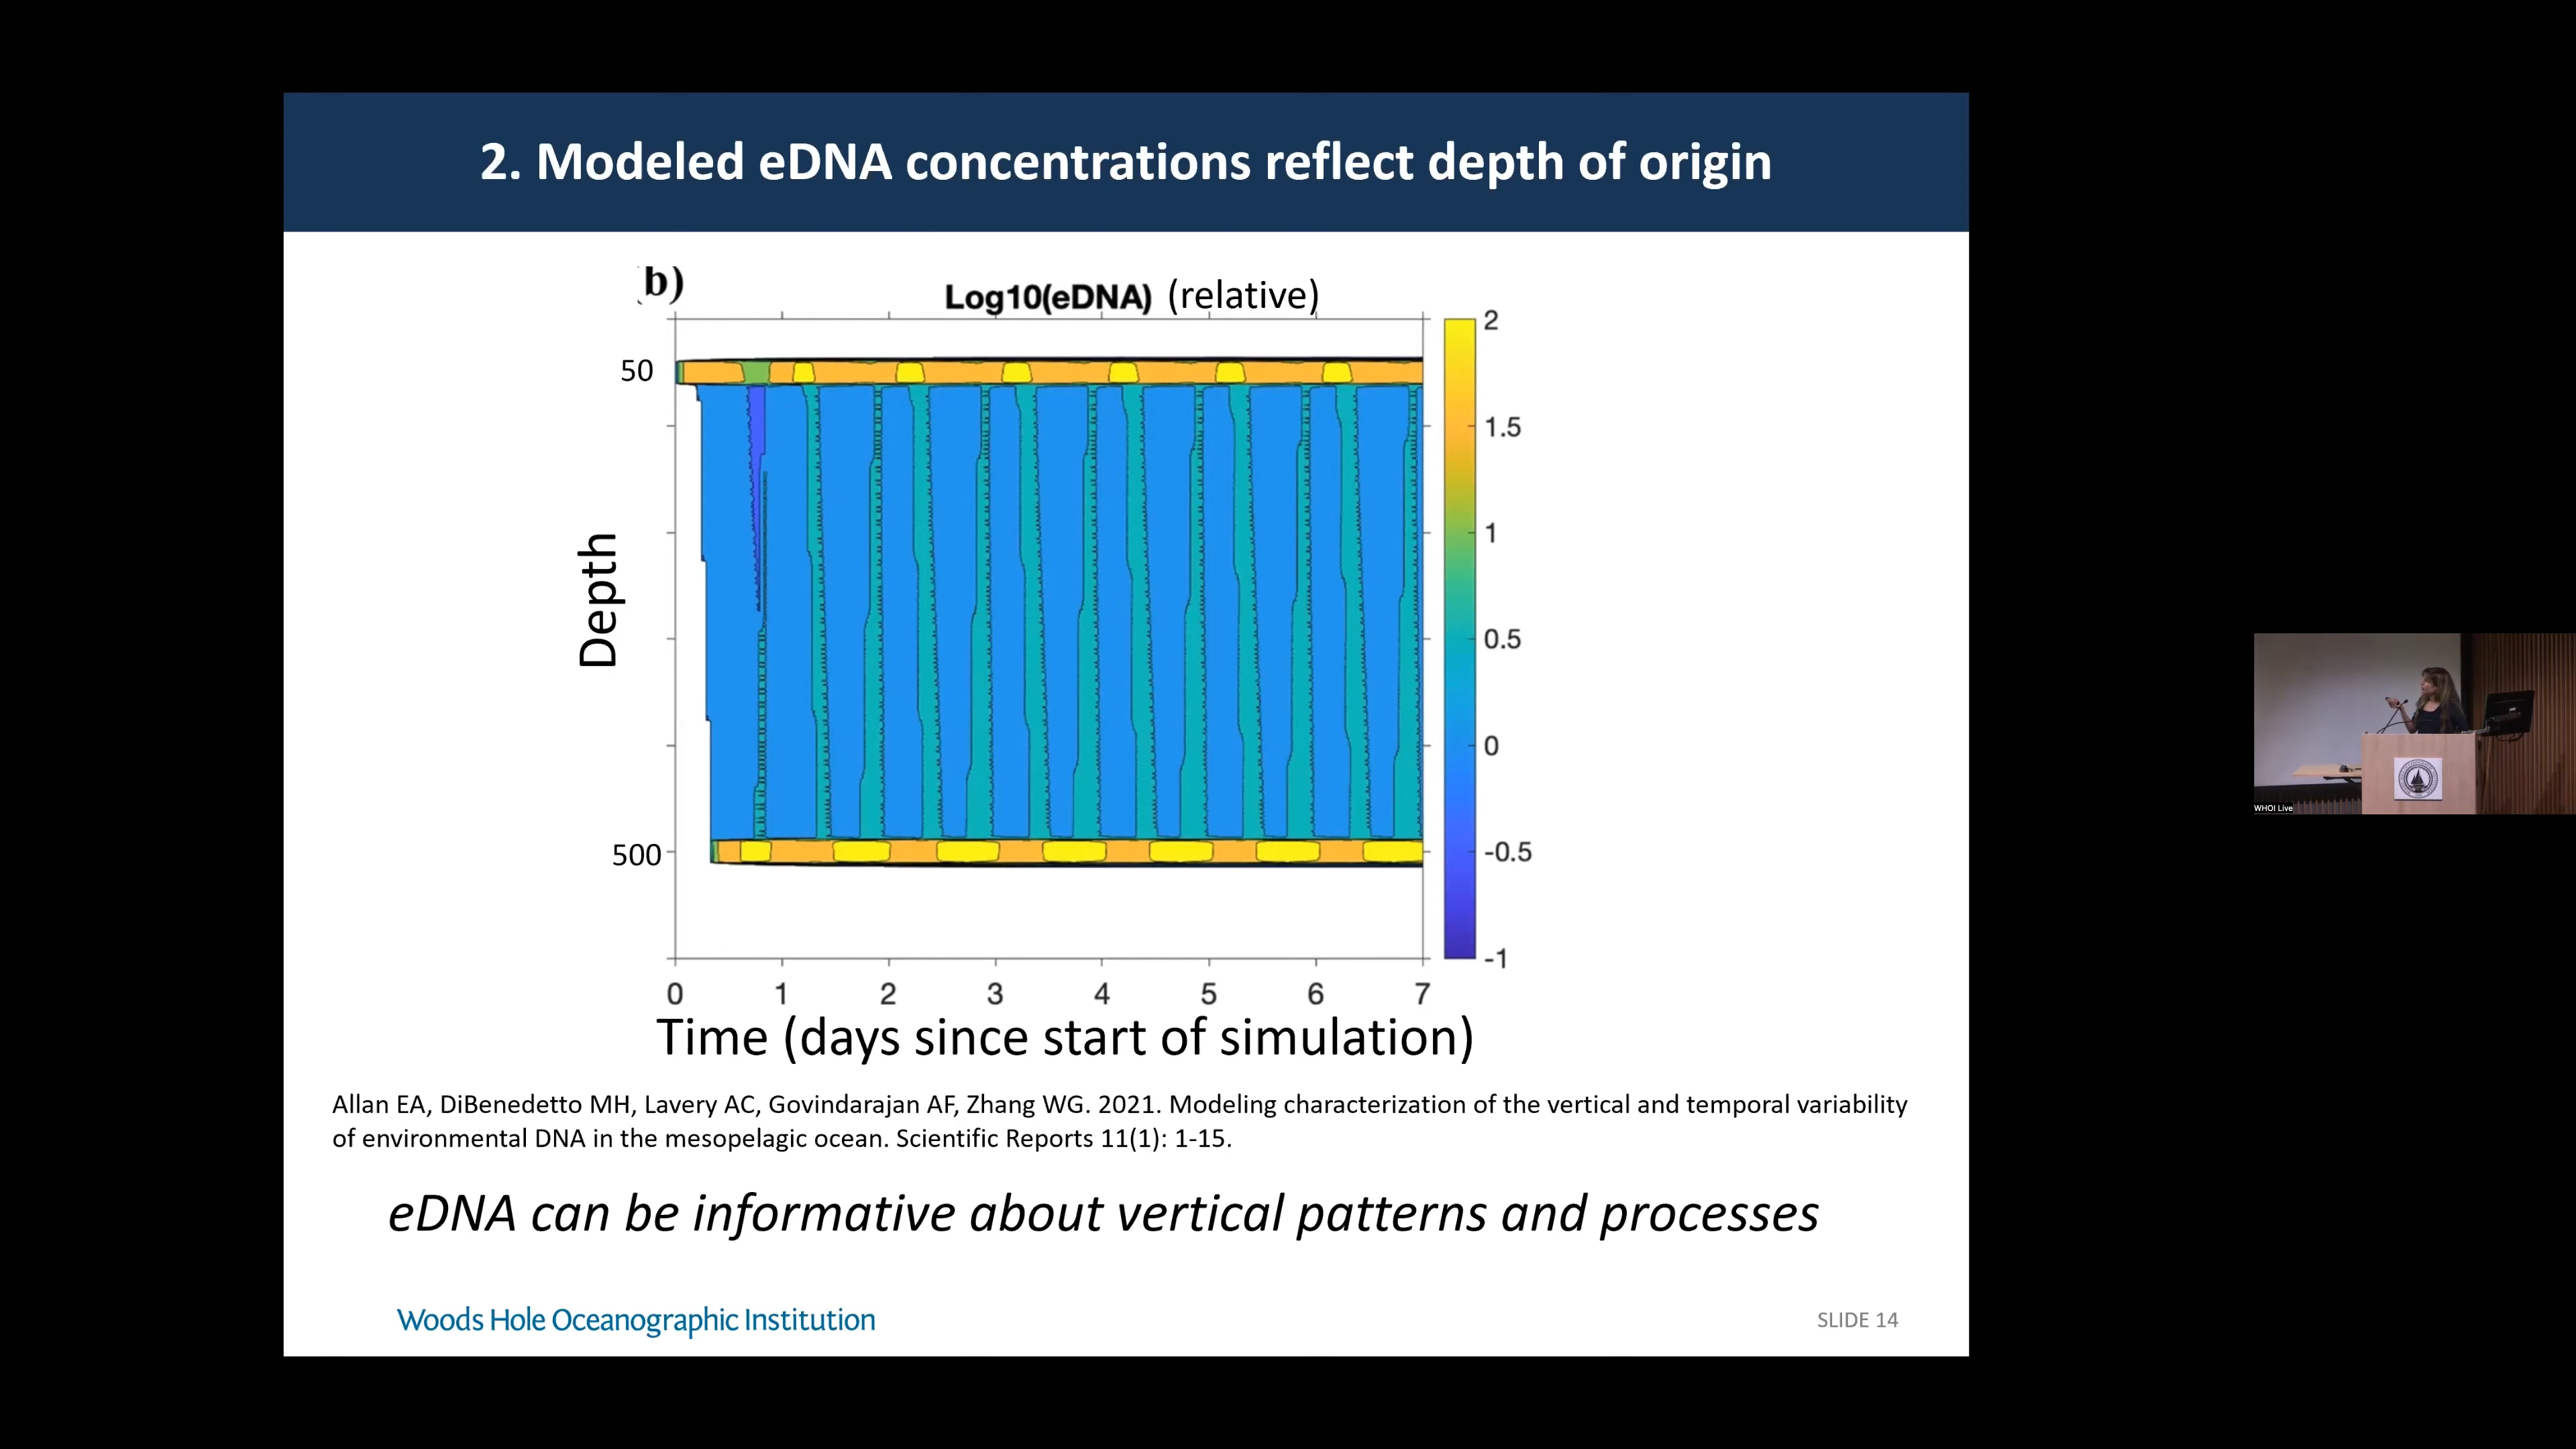 2. Modeled eDNA concentrations reflect depth of origin
b)
Log10(eDNA) (relative)
50
500
Depth
2
1.5
1
0.5
0
-0.5
-1
0 1 2 3 4 5 6 7
Time (days since start of simulation)
Allan EA, DiBenedetto MH, Lavery AC, Govindarajan AF, Zhang WG. 2021. Modeling characterization of the vertical and temporal variability
of environmental DNA in the mesopelagic ocean. Scientific Reports 11(1): 1-15.
eDNA can be informative about vertical patterns and processes
Woods Hole Oceanographic Institution
SLIDE 14
WHOI Live